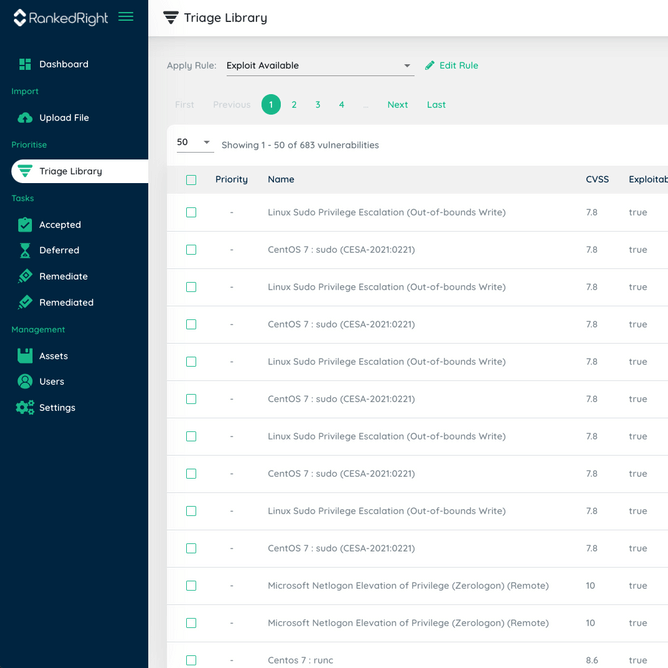 RankedRight
Triage Library
Dashboard
Import
Upload File
Prioritise
Triage Library
Tasks
Accepted
Deferred
Remediate
Remediated
Management
Assets
Users
Settings
Apply Rule: Exploit Available Edit Rule
First Previous 1 2 3 4 ... Next Last
50 Showing 1 - 50 of 683 vulnerabilities
Priority Name CVSS Exploitab
- Linux Sudo Privilege Escalation (Out-of-bounds Write) 7.8 true
- CentOS 7 : sudo (CESA-2021:0221) 7.8 true
- Linux Sudo Privilege Escalation (Out-of-bounds Write) 7.8 true
- CentOS 7 : sudo (CESA-2021:0221) 7.8 true
- Linux Sudo Privilege Escalation (Out-of-bounds Write) 7.8 true
- CentOS 7 : sudo (CESA-2021:0221) 7.8 true
- Linux Sudo Privilege Escalation (Out-of-bounds Write) 7.8 true
- CentOS 7 : sudo (CESA-2021:0221) 7.8 true
- Linux Sudo Privilege Escalation (Out-of-bounds Write) 7.8 true
- CentOS 7 : sudo (CESA-2021:0221) 7.8 true
- Microsoft Netlogon Elevation of Privilege (Zerologon) (Remote) 10 true
- Microsoft Netlogon Elevation of Privilege (Zerologon) (Remote) 10 true
- Centos 7 : runc 8.6 true